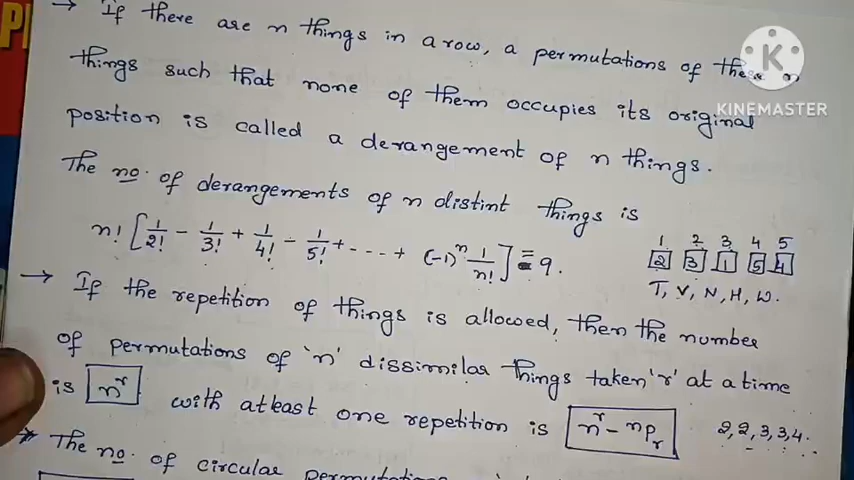 → If there are n things in a row, a permutations of these n
things such that none of them occupies its original
position is called a derangement of n things.
The no. of derangements of n distint things is
n! [1/2! - 1/3! + 1/4! - 1/5! + ---- + (-1)^n 1/n!] = 9.
1 2 3 4 5
2 3 1 5 4
T, V, N, H, W.
→ If the repetition of things is allowed, then the number
of permutations of 'n' dissimilar things taken 'r' at a time
is n^r with atleast one repetition is n^r - nPr
2, 2, 3, 3, 4.
* The no. of circular permutations
KINEMASTER